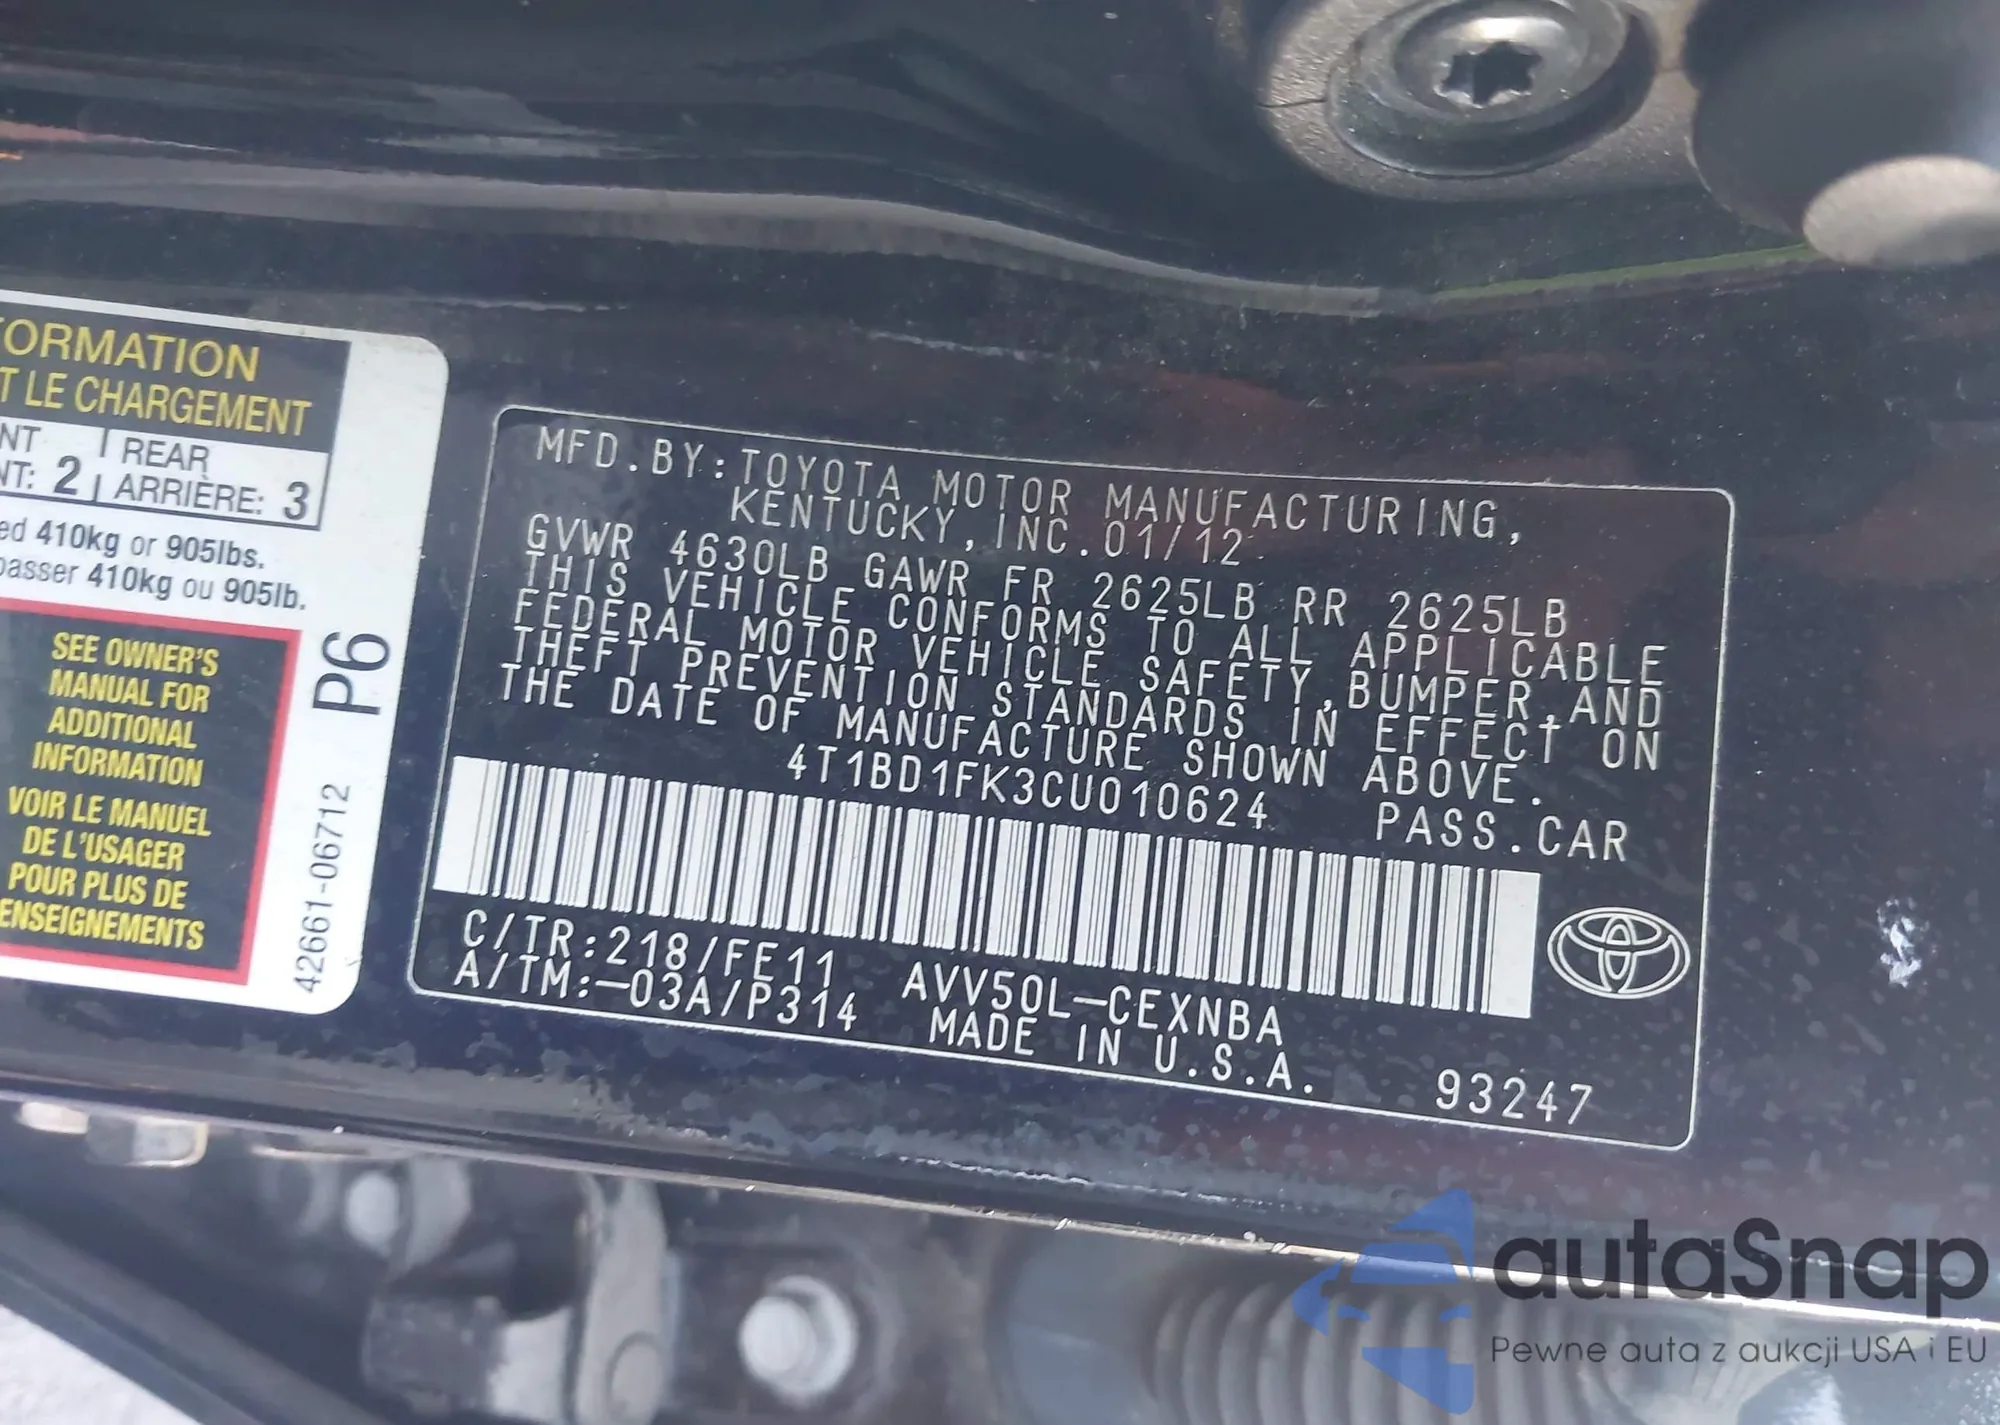 FORMATION
T LE CHARGEMENT
NT | REAR
NT: 2 | ARRIÈRE: 3
ed 410kg or 905lbs.
passer 410kg ou 905lb.
SEE OWNER'S
MANUAL FOR
ADDITIONAL
INFORMATION
VOIR LE MANUEL
DE L'USAGER
POUR PLUS DE
ENSEIGNEMENTS
P6
42661-06712
MFD.BY:TOYOTA MOTOR MANUFACTURING,
KENTUCKY,INC.01/12
GVWR 4630LB GAWR FR 2625LB RR 2625LB
THIS VEHICLE CONFORMS TO ALL APPLICABLE
FEDERAL MOTOR VEHICLE SAFETY,BUMPER,AND
THEFT PREVENTION STANDARDS IN EFFECT ON
THE DATE OF MANUFACTURE SHOWN ABOVE.
4T1BD1FK3CU010624 PASS.CAR
C/TR:218/FE11 AVV50L-CEXNBA
A/TM:-03A/P314 MADE IN U.S.A.
93247
autaSnap
Pewne auta z aukcji USA i EU